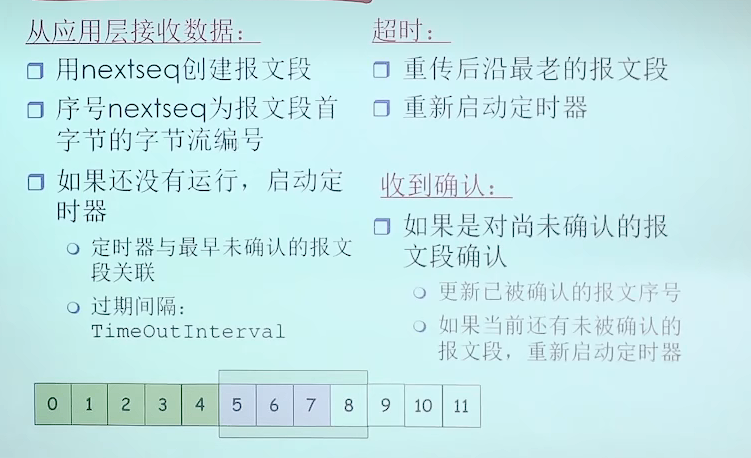 从应用层接收数据:
用nextseq创建报文段
序号nextseq为报文段首
字节的字节流编号
如果还没有运行，启动定
时器
定时器与最早未确认的报文
段关联
过期间隔:
TimeOutInterval
超时:
重传后沿最老的报文段
重新启动定时器
收到确认:
如果是对尚未确认的报
文段确认
更新已被确认的报文序号
如果当前还有未被确认的
报文段，重新启动定时器
0 1 2 3 4 5 6 7 8 9 10 11